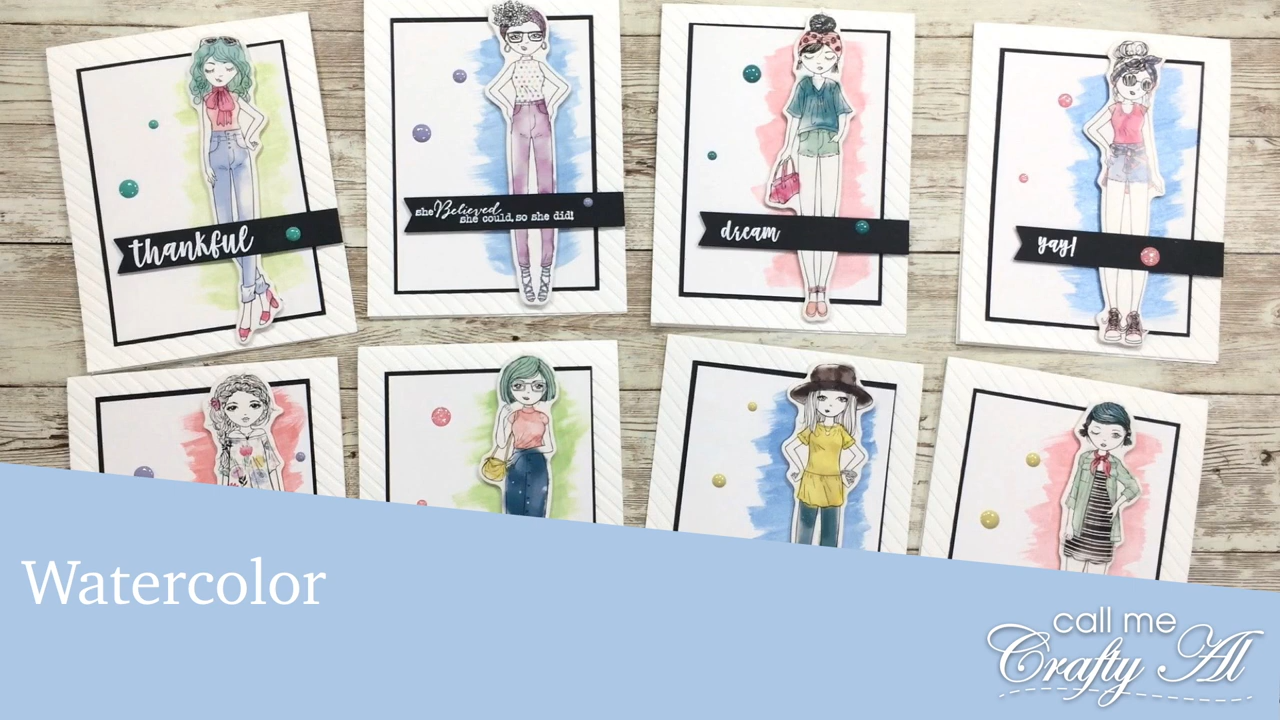 thankful
she Believed
she could, so she did!
dream
yay!
Watercolor
call me
Crafty Al